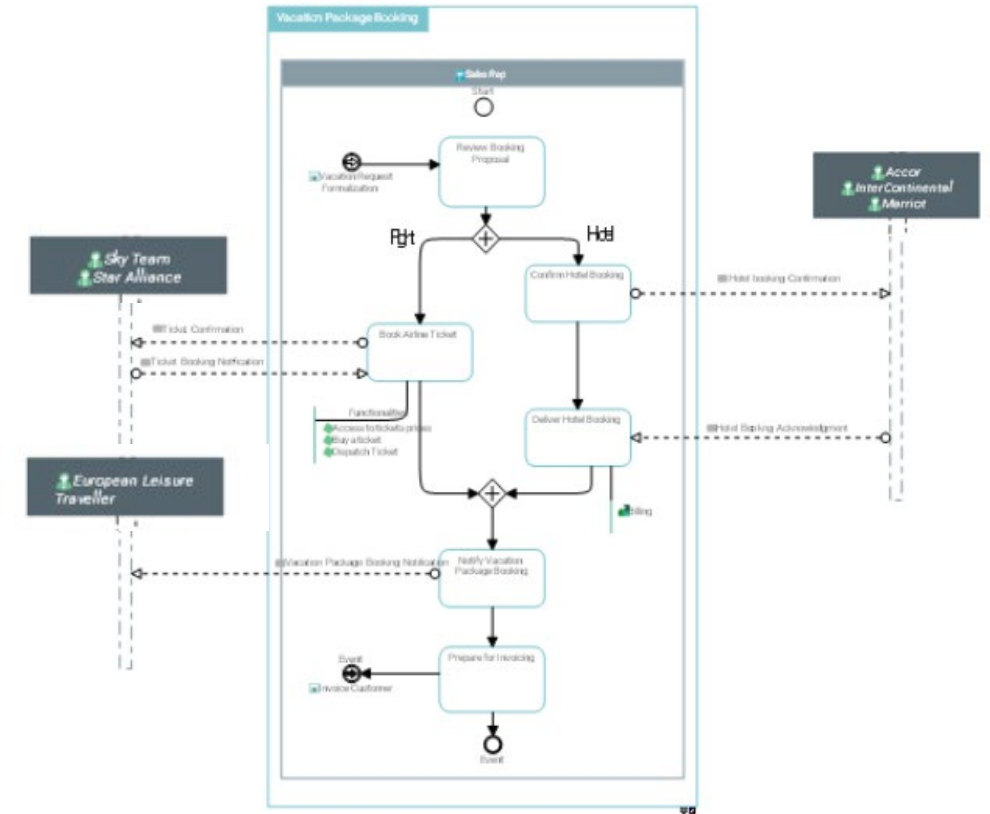 Vacation Package Booking
Sales Rep
Start
Review Booking
Proposal
Vacation Request
Formalization
Accor
InterContinental
Marriot
Hotel
Sky Team
Star Alliance
Confirm Hotel Booking
Hotel booking Confirmation
Ticket Confirmation
Book Airline Ticket
Ticket Booking Notification
Functionalities
Access to tickets prices
Buy a ticket
Dispatch Ticket
Deliver Hotel Booking
Hotel Booking Acknowledgment
European Leisure
Traveller
Billing
Vacation Package Booking Notification
Notify Vacation
Package Booking
Event
Prepare for Invoicing
Invoice Customer
Event